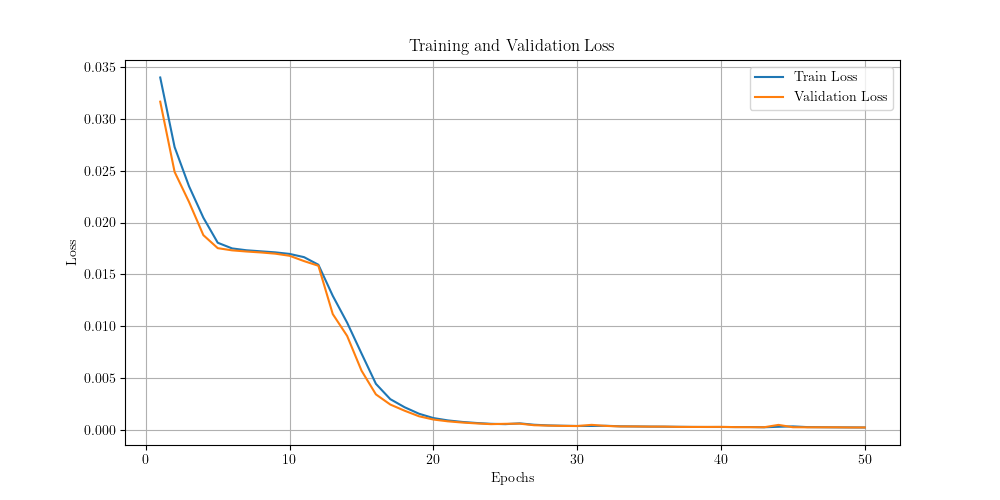 Training and Validation Loss
Train Loss
Validation Loss
0.035
0.030
0.025
0.020
0.015
0.010
0.005
0.000
Loss
0 10 20 30 40 50
Epochs